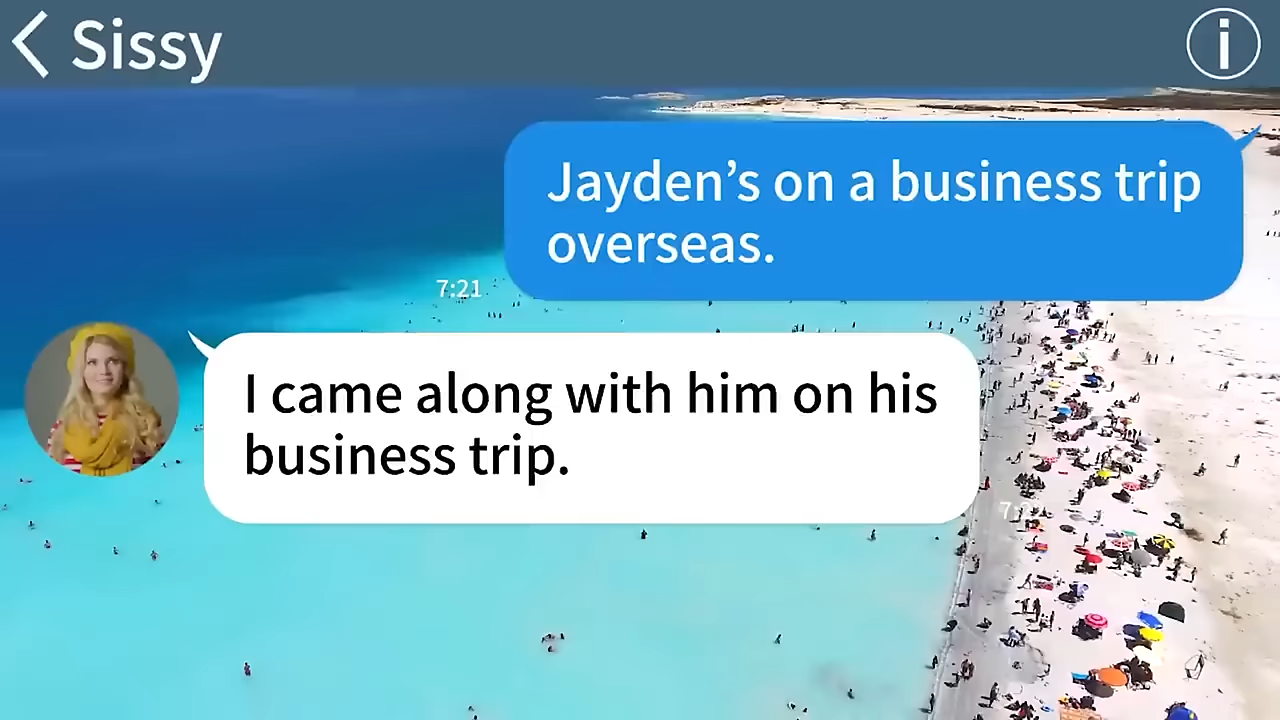 Sissy
Jayden’s on a business trip
overseas.
7:21
I came along with him on his
business trip.